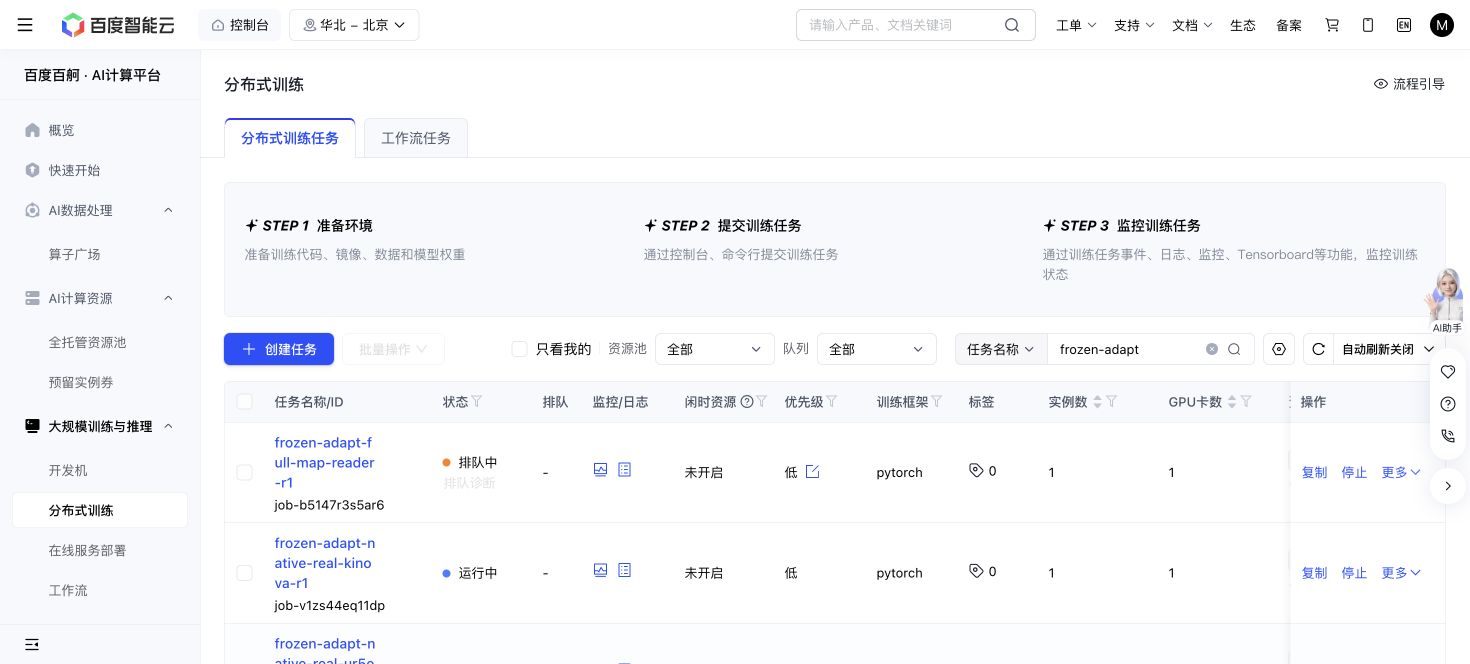 百度智能云
控制台
华北 – 北京
请输入产品、文档关键词
工单
支持
文档
生态
备案
EN
M
百度百舸 · AI计算平台
概览
快速开始
AI数据处理
算子广场
AI计算资源
全托管资源池
预留实例券
大规模训练与推理
开发机
分布式训练
在线服务部署
工作流
分布式训练
流程引导
分布式训练任务
工作流任务
STEP 1 准备环境
准备训练代码、镜像、数据和模型权重
STEP 2 提交训练任务
通过控制台、命令行提交训练任务
STEP 3 监控训练任务
通过训练任务事件、日志、监控、Tensorboard等功能，监控训练
状态
AI助手
创建任务
批量操作
只看我的
资源池
全部
队列
全部
任务名称
frozen-adapt
自动刷新关闭
任务名称/ID
状态
排队
监控/日志
闲时资源
优先级
训练框架
标签
实例数
GPU卡数
操作
frozen-adapt-f
ull-map-reader
-r1
job-b5147r3s5ar6
排队中
排队诊断
-
未开启
低
pytorch
0
1
1
复制
停止
更多
frozen-adapt-n
ative-real-kino
va-r1
job-v1zs44eq11dp
运行中
-
未开启
低
pytorch
0
1
1
复制
停止
更多
frozen-adapt-n
ative-real-ur5e